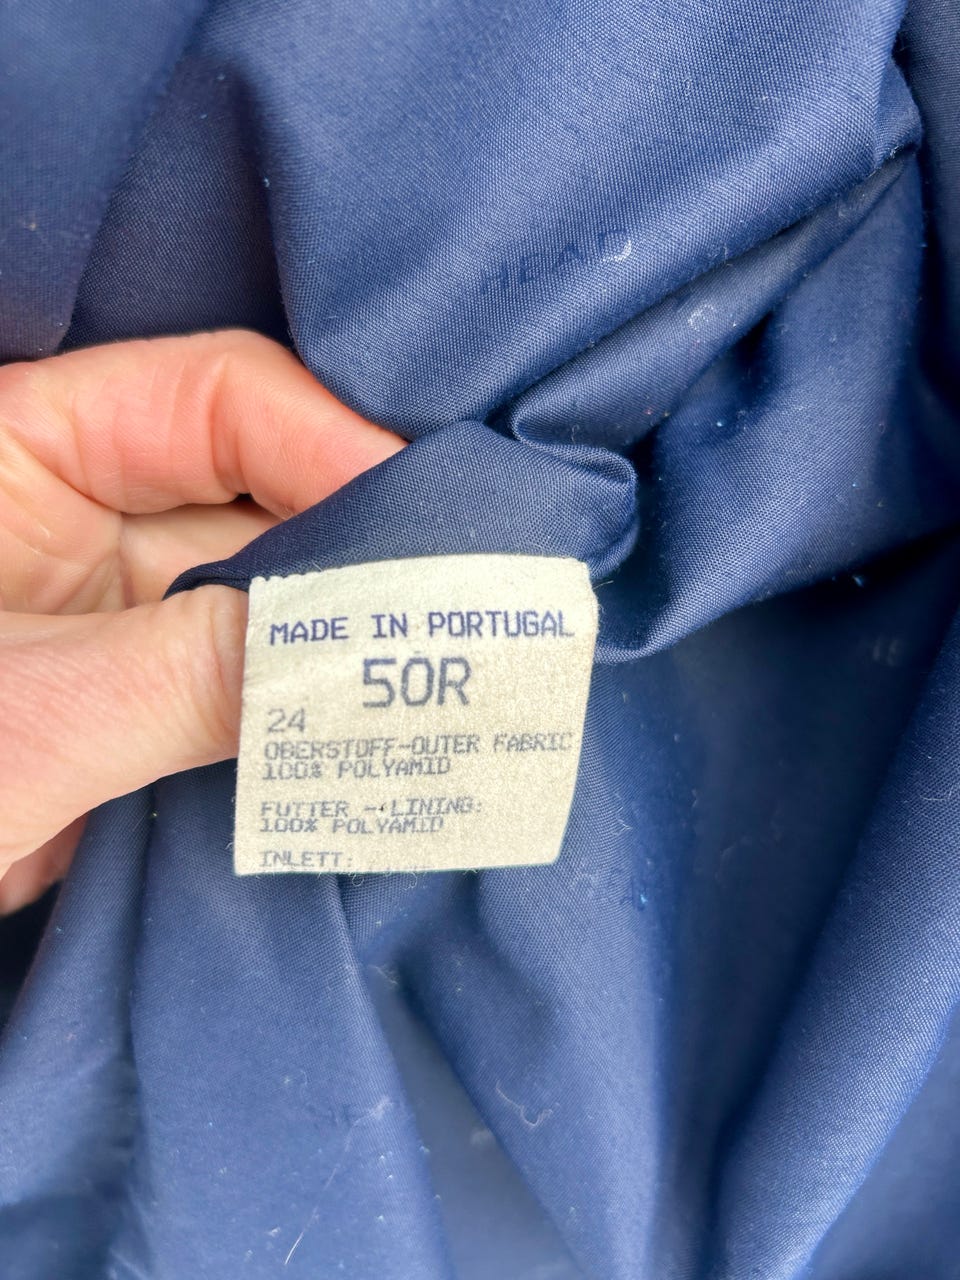 HEAD
MADE IN PORTUGAL
50R
24
OBERSTOFF-OUTER FABRIC
100% POLYAMID
FUTTER - LINING:
100% POLYAMID
INLETT: